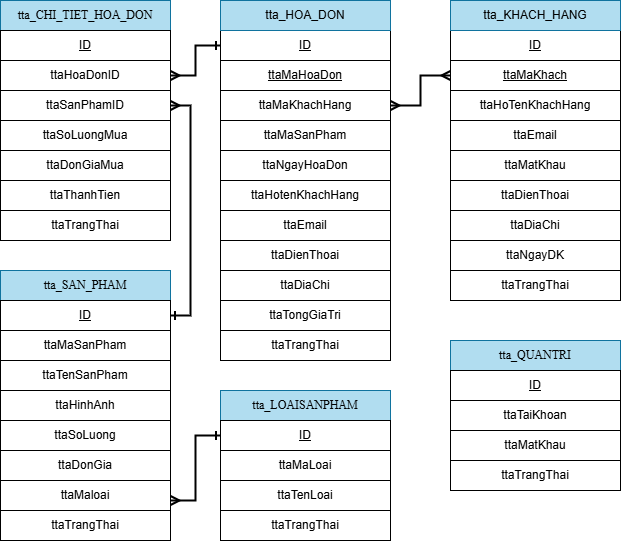 tta_CHI_TIET_HOA_DON
ID
ttaHoaDonID
ttaSanPhamID
ttaSoLuongMua
ttaDonGiaMua
ttaThanhTien
ttaTrangThai
tta_HOA_DON
ID
ttaMaHoaDon
ttaMaKhachHang
ttaMaSanPham
ttaNgayHoaDon
ttaHotenKhachHang
ttaEmail
ttaDienThoai
ttaDiaChi
ttaTongGiaTri
ttaTrangThai
tta_KHACH_HANG
ID
ttaMaKhach
ttaHoTenKhachHang
ttaEmail
ttaMatKhau
ttaDienThoai
ttaDiaChi
ttaNgayDK
ttaTrangThai
tta_SAN_PHAM
ID
ttaMaSanPham
ttaTenSanPham
ttaHinhAnh
ttaSoLuong
ttaDonGia
ttaMaloai
ttaTrangThai
tta_LOAISANPHAM
ID
ttaMaLoai
ttaTenLoai
ttaTrangThai
tta_QUANTRI
ID
ttaTaiKhoan
ttaMatKhau
ttaTrangThai